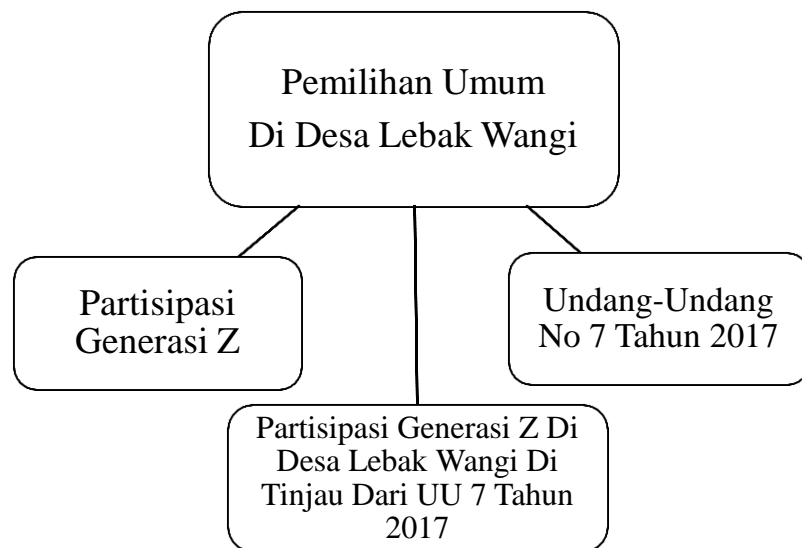 Pemilihan Umum
Di Desa Lebak Wangi
Partisipasi
Generasi Z
Undang-Undang
No 7 Tahun 2017
Partisipasi Generasi Z Di
Desa Lebak Wangi Di
Tinjau Dari UU 7 Tahun
2017